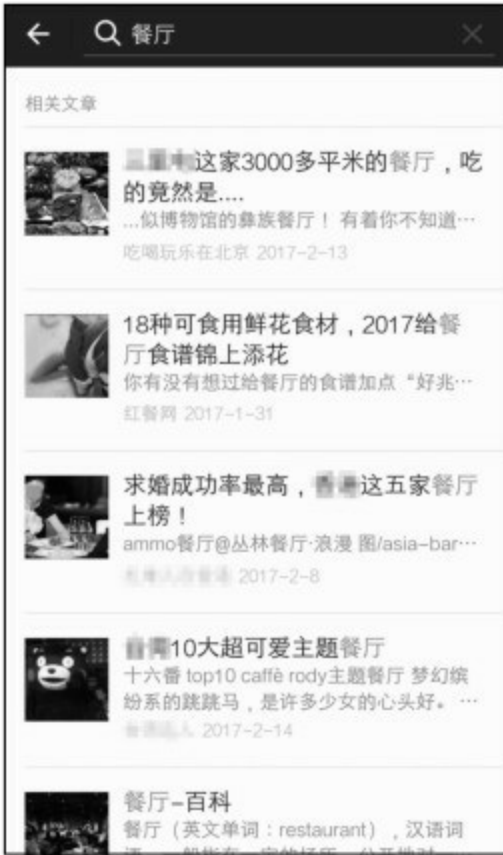 餐厅
相关文章
这家3000多平米的餐厅，吃
的竟然是....
...似博物馆的彝族餐厅！ 有着你不知道…
吃喝玩乐在北京 2017-2-13
18种可食用鲜花食材，2017给餐
厅食谱锦上添花
你有没有想过给餐厅的食谱加点“好兆…
红餐网 2017-1-31
求婚成功率最高，这五家餐厅
上榜！
ammo餐厅@丛林餐厅·浪漫 图/asia-bar…
2017-2-8
10大超可爱主题餐厅
十六番 top10 caffè rody主题餐厅 梦幻缤
纷系的跳跳马，是许多少女的心头好。 …
2017-2-14
餐厅-百科
餐厅（英文单词：restaurant），汉语词